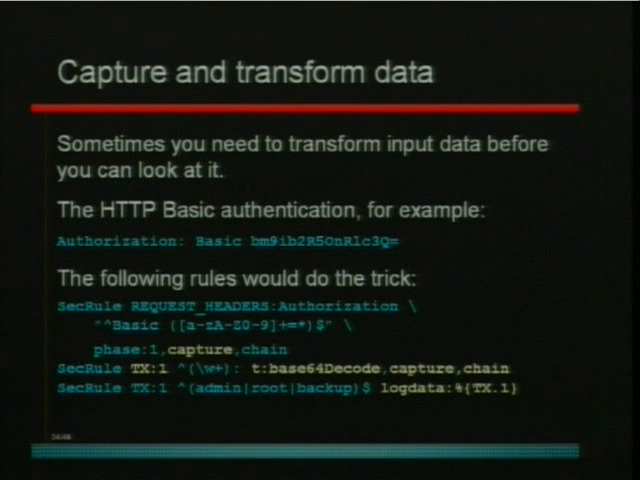 Capture and transform data
Sometimes you need to transform input data before
you can look at it.
The HTTP Basic authentication, for example:
Authorization: Basic bm9ib2R5OnRlc3Q=
The following rules would do the trick:
SecRule REQUEST_HEADERS:Authorization \
"^Basic ([a-zA-Z0-9]+=*)$" \
phase:1,capture,chain
SecRule TX:1 ^(\w+): t:base64Decode,capture,chain
SecRule TX:1 ^(admin|root|backup)$ logdata:%{TX.1}